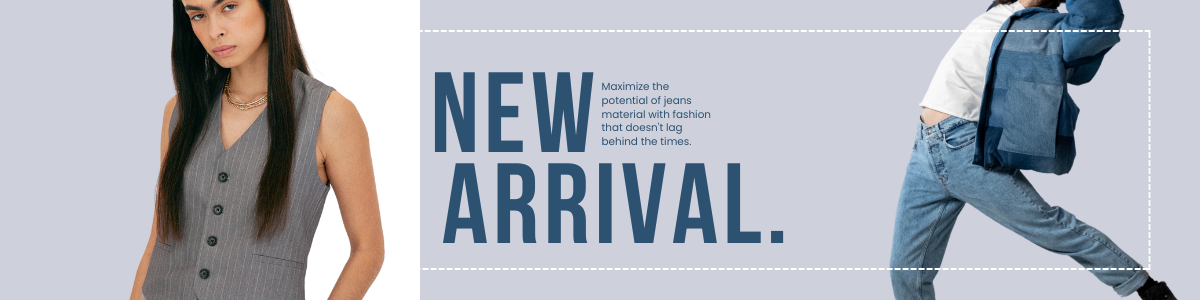 NEW
Maximize the
potential of jeans
material with fashion
that doesn't lag
behind the times.
ARRIVAL.